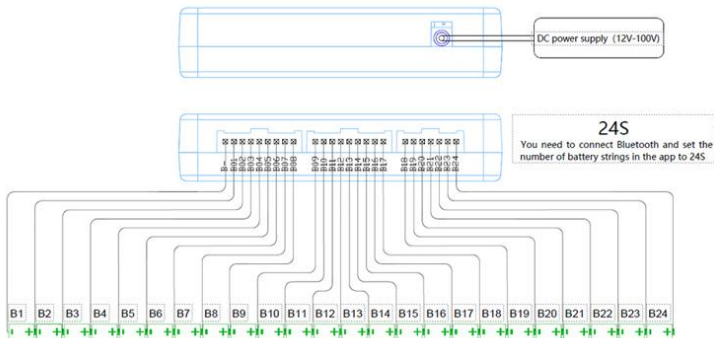 DC power supply (12V-100V)
24S
You need to connect Bluetooth and set the
number of battery strings in the app to 24S
B- B01 B02 B03 B04 B05 B06 B07 B08 B09 B10 B11 B12 B13 B14 B15 B16 B17 B18 B19 B20 B21 B22 B23 B24
B1 B2 B3 B4 B5 B6 B7 B8 B9 B10 B11 B12 B13 B14 B15 B16 B17 B18 B19 B20 B21 B22 B23 B24